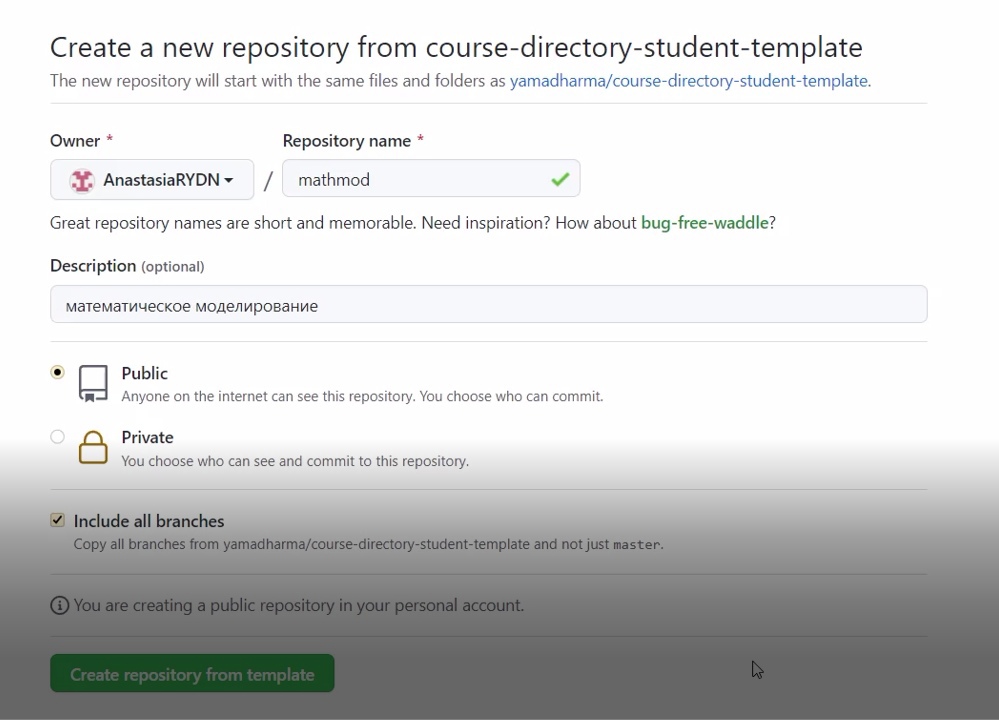 Create a new repository from course-directory-student-template
The new repository will start with the same files and folders as yamadharma/course-directory-student-template.
Owner *
Repository name *
AnastasiaRYDN / mathmod
Great repository names are short and memorable. Need inspiration? How about bug-free-waddle?
Description (optional)
математическое моделирование
Public
Anyone on the internet can see this repository. You choose who can commit.
Private
You choose who can see and commit to this repository.
Include all branches
Copy all branches from yamadharma/course-directory-student-template and not just master.
You are creating a public repository in your personal account.
Create repository from template